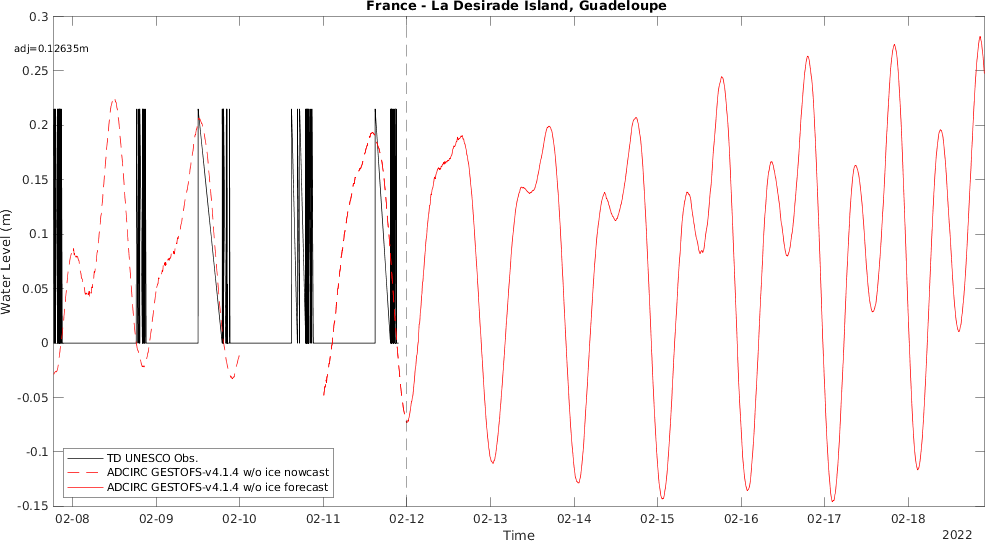 France - La Desirade Island, Guadeloupe
adj=0.12635m
0.3
0.25
0.2
0.15
0.1
0.05
0
-0.05
-0.1
-0.15
Water Level (m)
TD UNESCO Obs.
ADCIRC GESTOFS-v4.1.4 w/o ice nowcast
ADCIRC GESTOFS-v4.1.4 w/o ice forecast
02-08 02-09 02-10 02-11 02-12 02-13 02-14 02-15 02-16 02-17 02-18
Time
2022